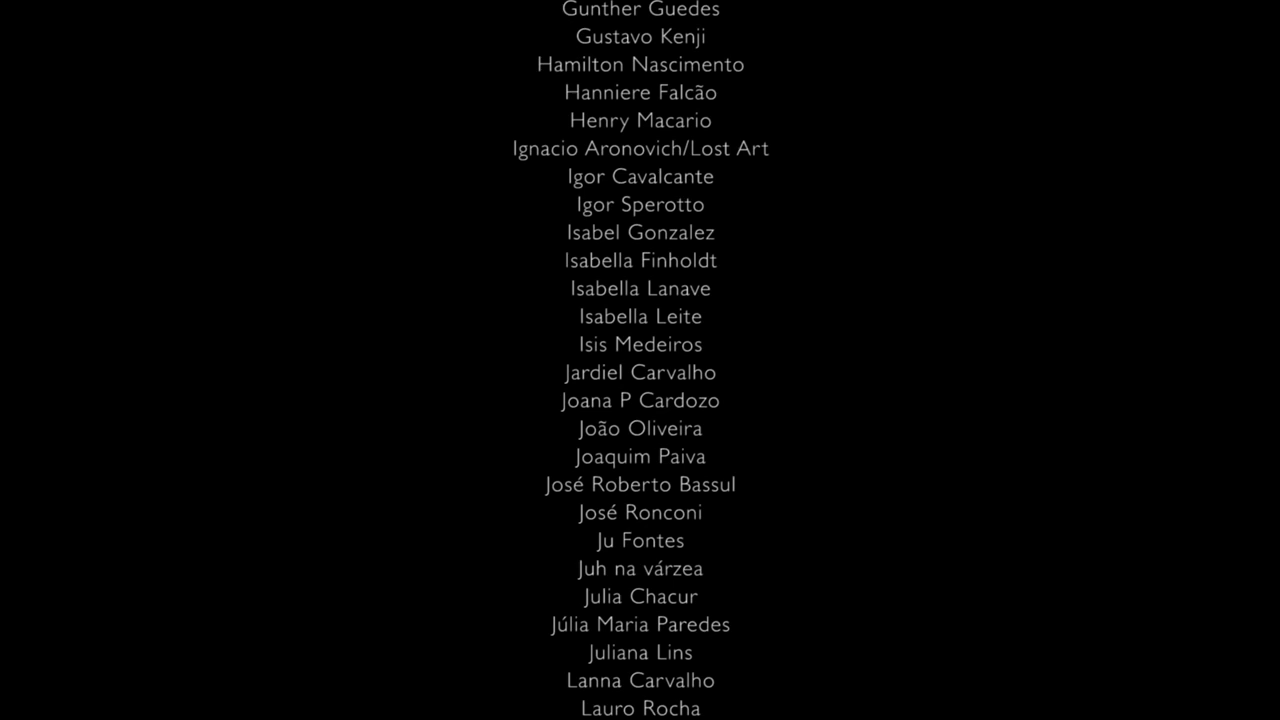 Gunther Guedes
Gustavo Kenji
Hamilton Nascimento
Hanniere Falcão
Henry Macario
Ignacio Aronovich/Lost Art
Igor Cavalcante
Igor Sperotto
Isabel Gonzalez
Isabella Finholdt
Isabella Lanave
Isabella Leite
Isis Medeiros
Jardiel Carvalho
Joana P Cardozo
João Oliveira
Joaquim Paiva
José Roberto Bassul
José Ronconi
Ju Fontes
Juh na várzea
Julia Chacur
Júlia Maria Paredes
Juliana Lins
Lanna Carvalho
Lauro Rocha